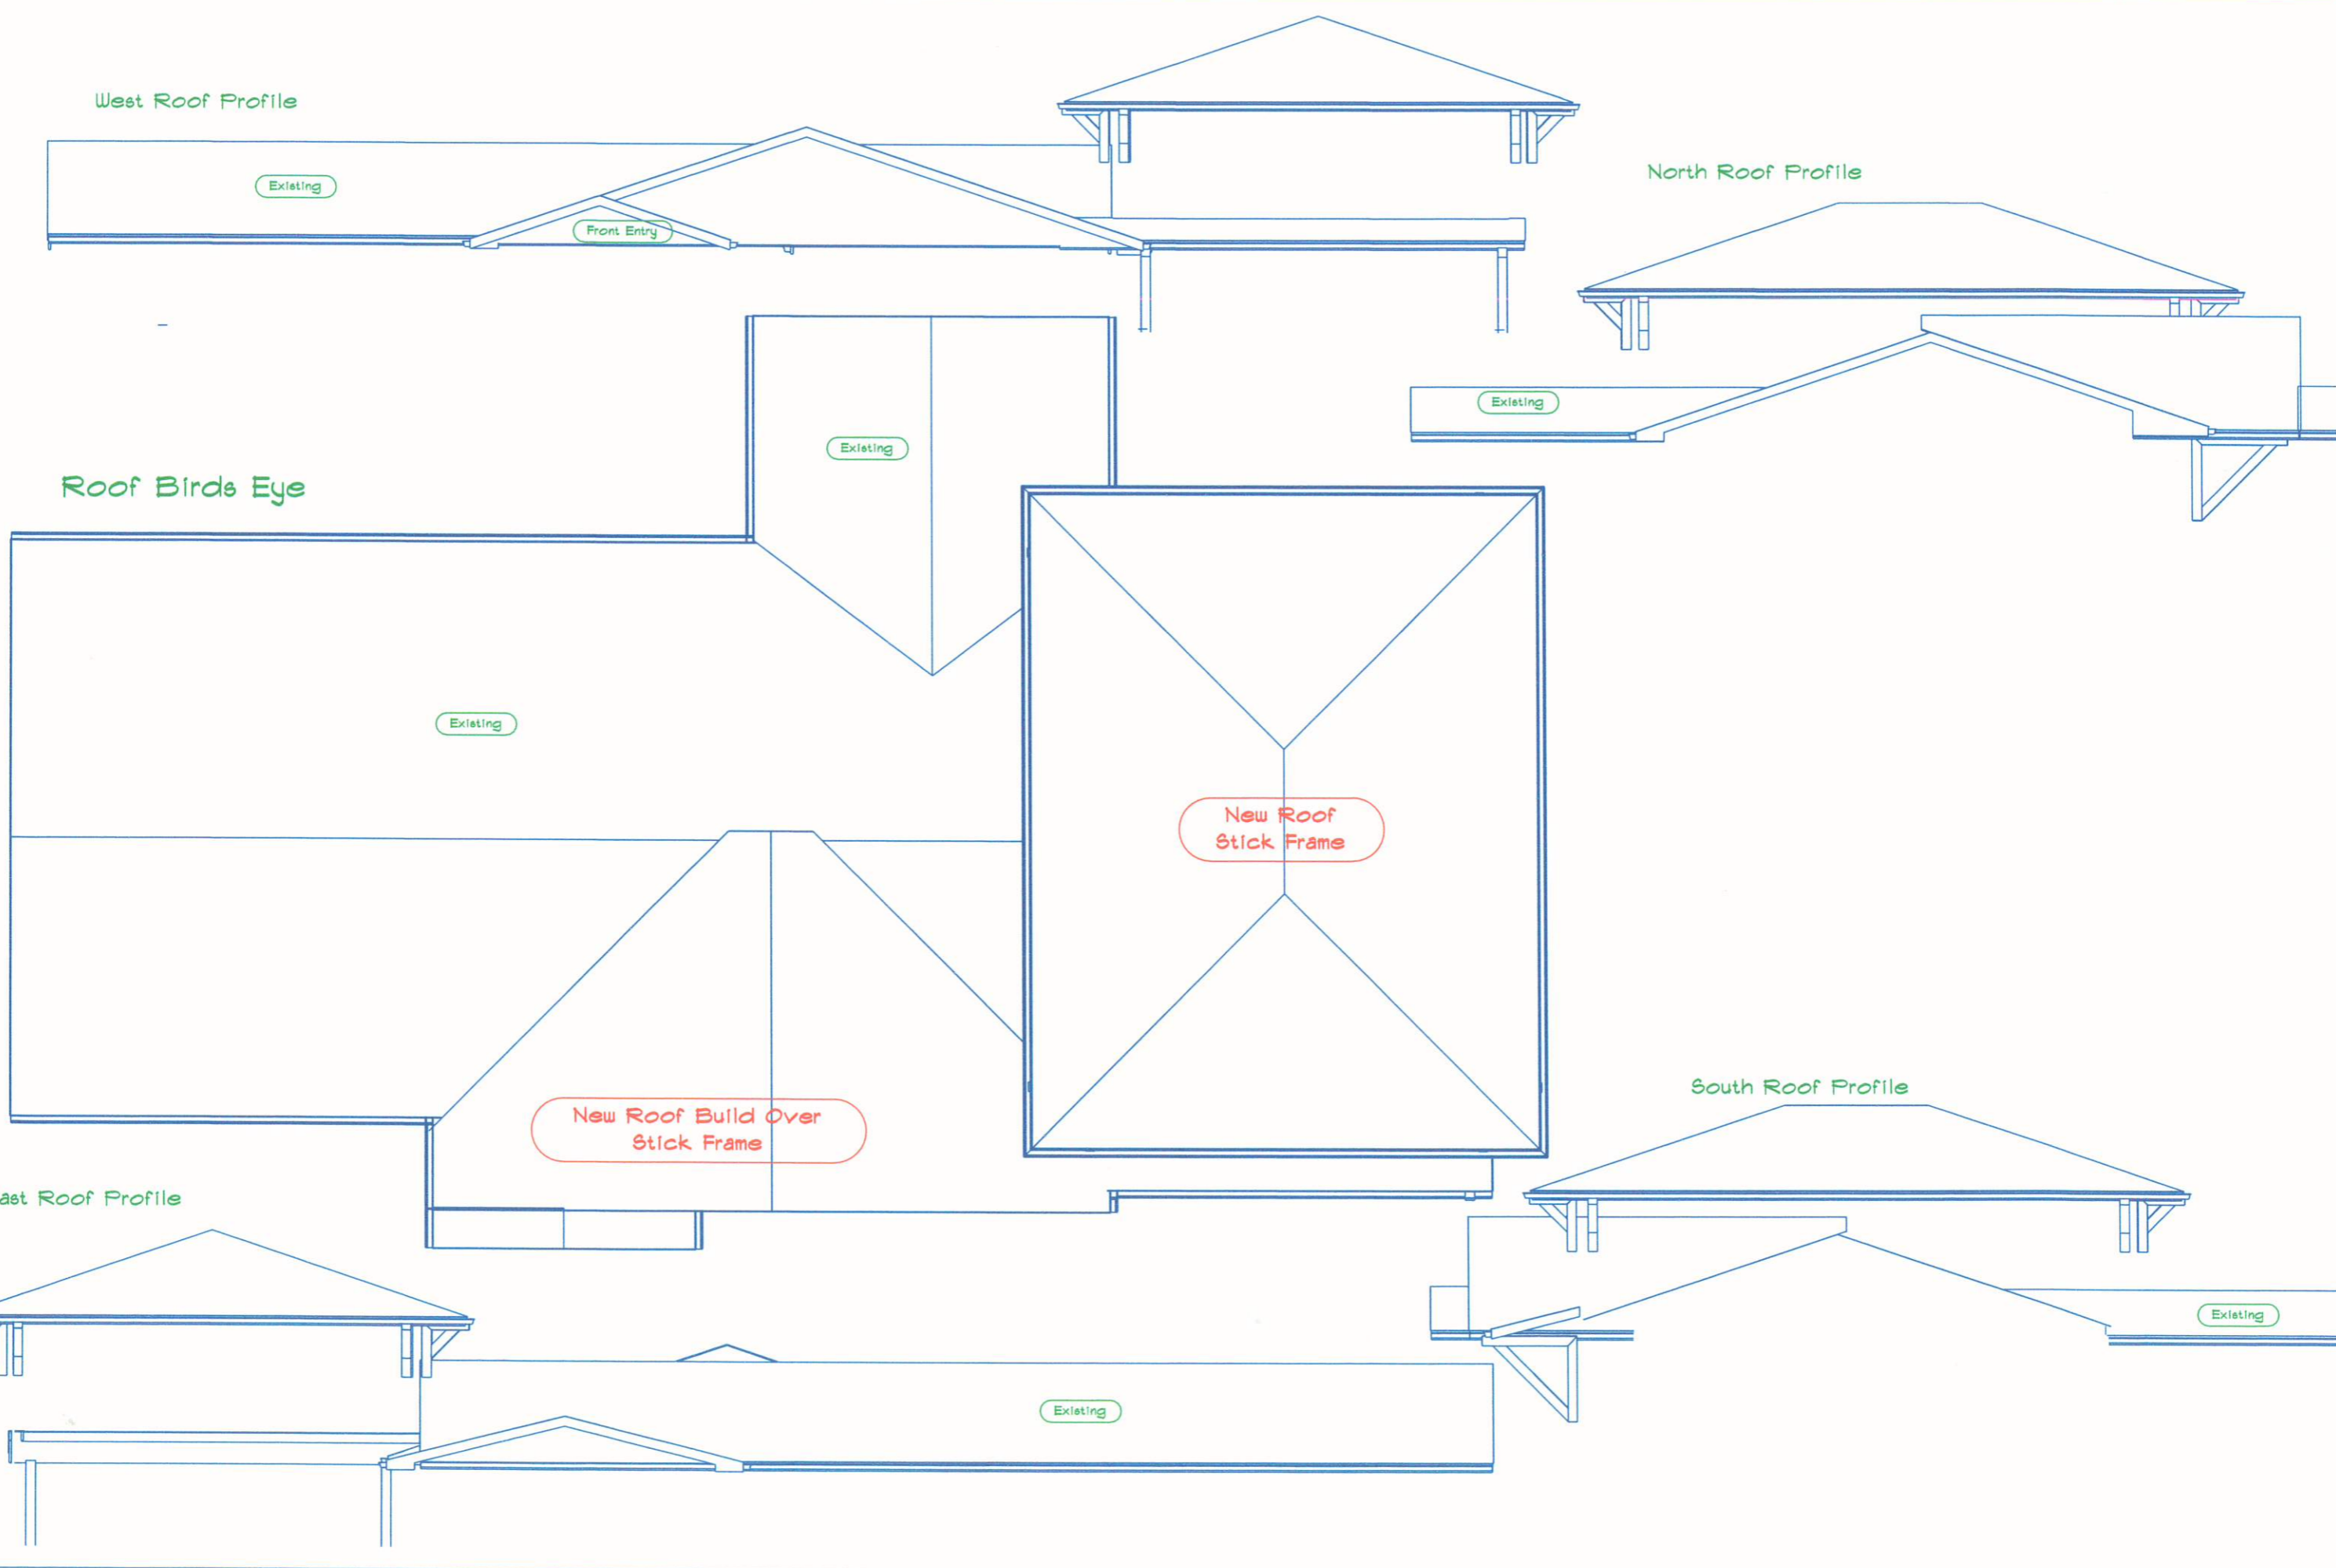 West Roof Profile
Existing
Front Entry
North Roof Profile
Existing
Existing
Roof Birds Eye
Existing
New Roof
Stick Frame
New Roof Build Over
Stick Frame
South Roof Profile
ast Roof Profile
Existing
Existing